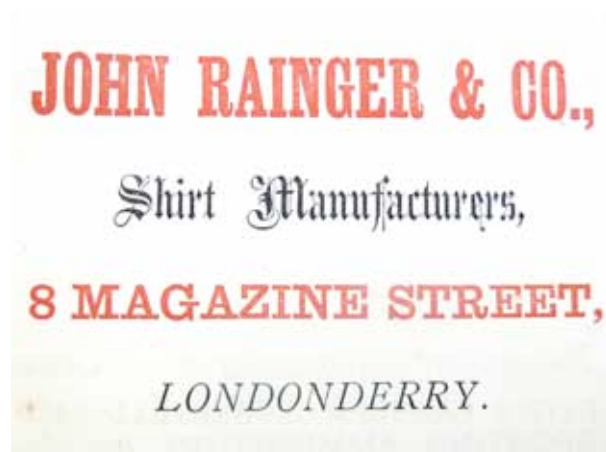 JOHN RAINGER & CO.,
Shirt Manufacturers,
8 MAGAZINE STREET,
LONDONDERRY.